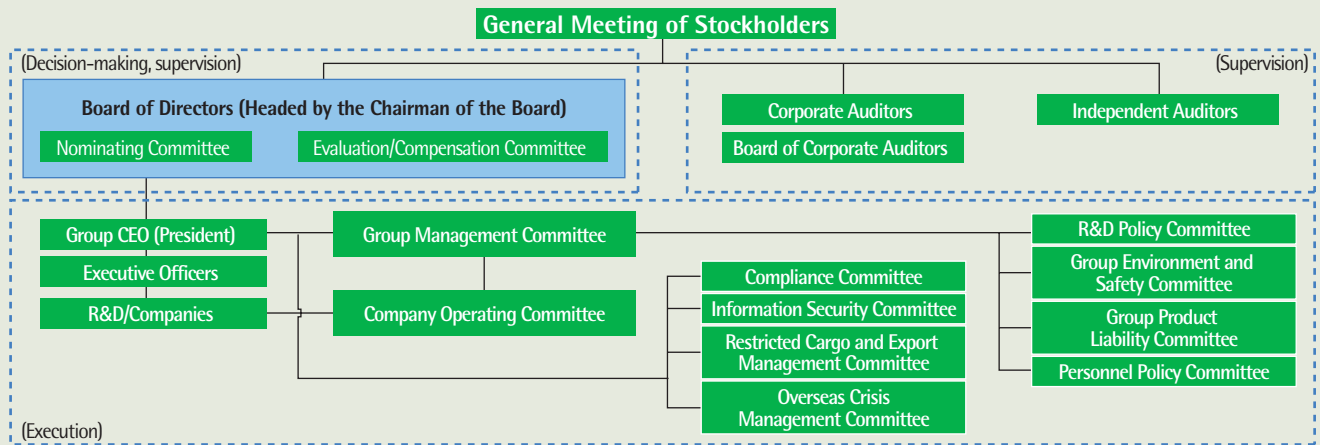 General Meeting of Stockholders
(Decision-making, supervision)
(Supervision)
Board of Directors (Headed by the Chairman of the Board)
Nominating Committee
Evaluation/Compensation Committee
Corporate Auditors
Independent Auditors
Board of Corporate Auditors
Group CEO (President)
Executive Officers
R&D/Companies
Group Management Committee
Company Operating Committee
Compliance Committee
Information Security Committee
Restricted Cargo and Export
Management Committee
Overseas Crisis
Management Committee
R&D Policy Committee
Group Environment and
Safety Committee
Group Product
Liability Committee
Personnel Policy Committee
(Execution)